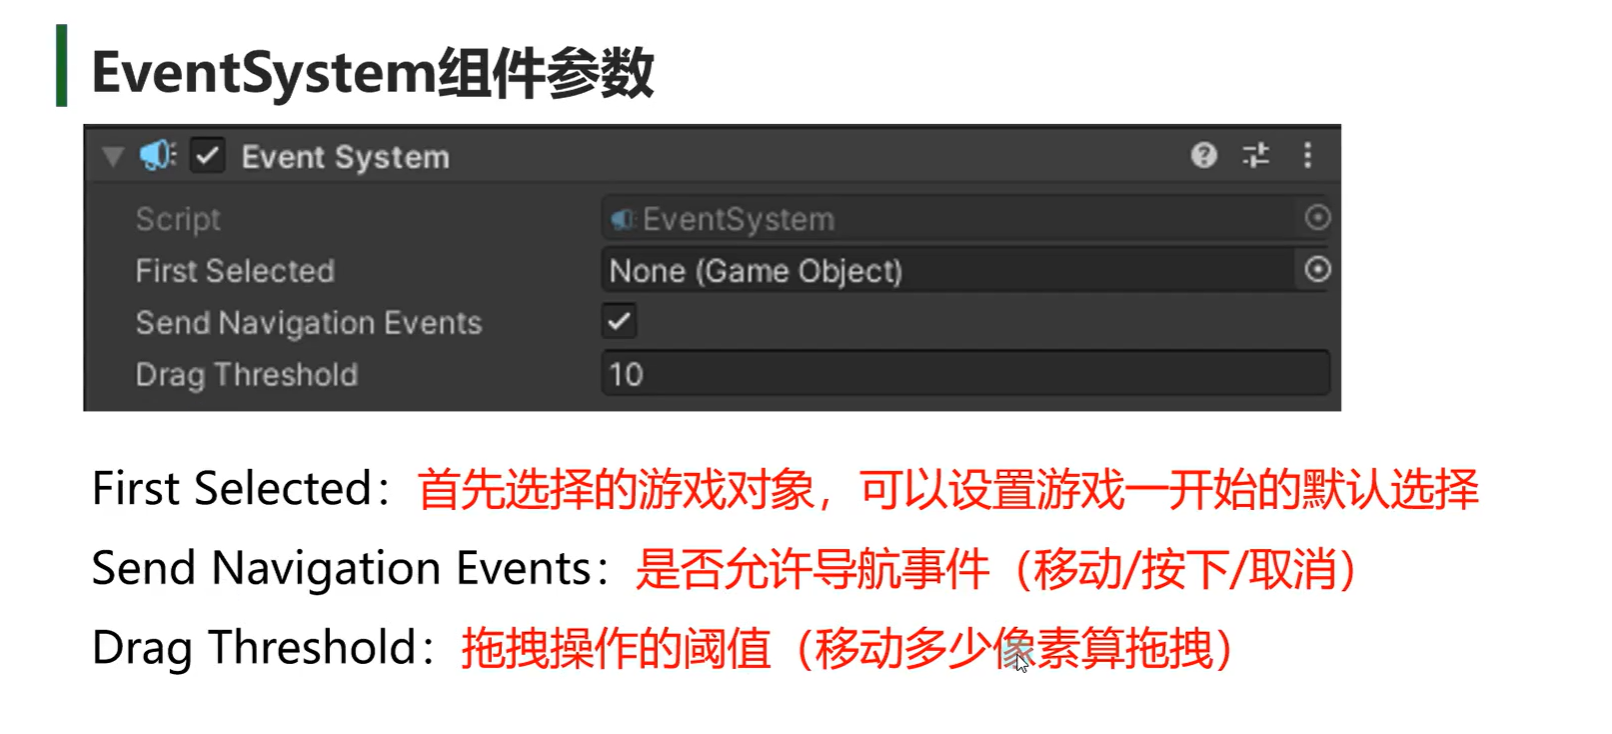 EventSystem组件参数
Event System
Script EventSystem
First Selected None (Game Object)
Send Navigation Events
Drag Threshold 10
First Selected：首先选择的游戏对象，可以设置游戏一开始的默认选择
Send Navigation Events：是否允许导航事件（移动/按下/取消）
Drag Threshold：拖拽操作的阈值（移动多少像素算拖拽）